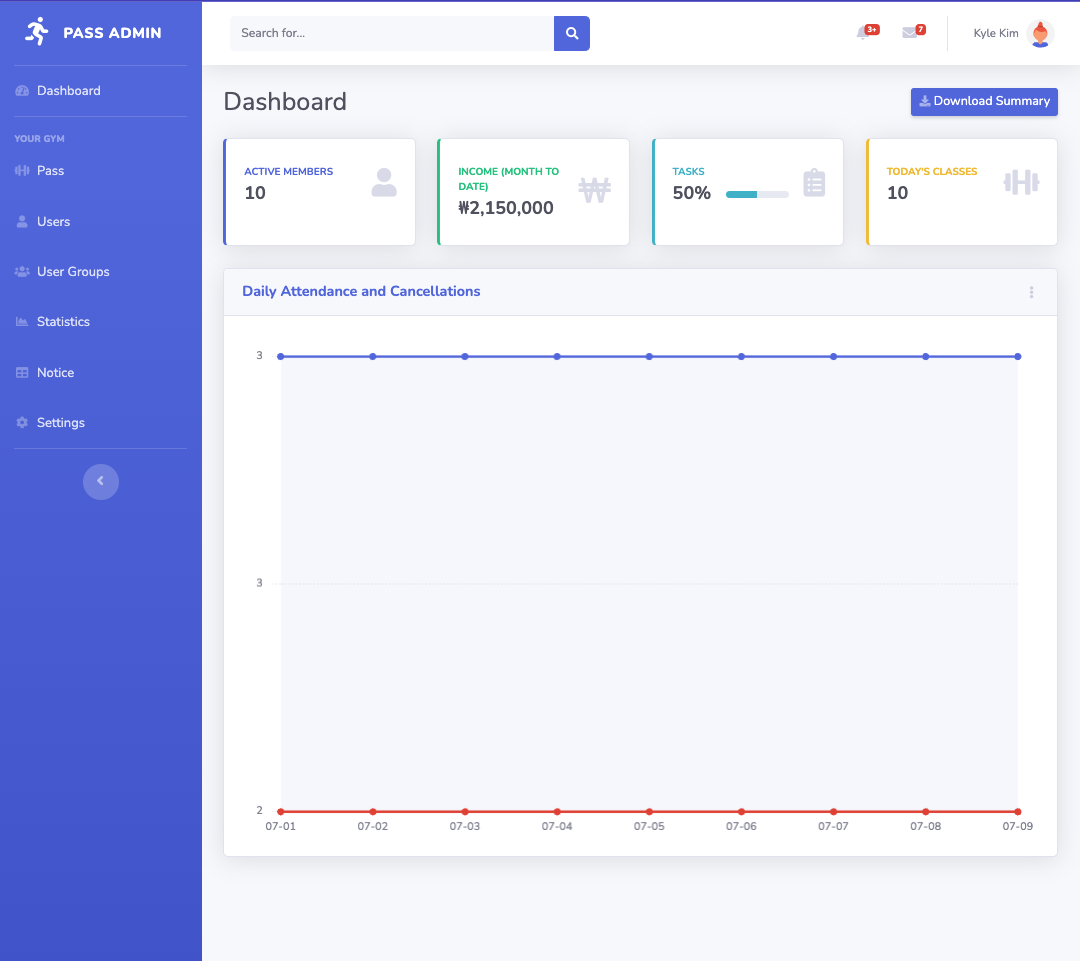 PASS ADMIN
Search for...
3+
7
Kyle Kim
Dashboard
YOUR GYM
Pass
Users
User Groups
Statistics
Notice
Settings
Dashboard
Download Summary
ACTIVE MEMBERS
10
INCOME (MONTH TO
DATE)
₩2,150,000
TASKS
50%
TODAY'S CLASSES
10
Daily Attendance and Cancellations
3
3
2
07-01 07-02 07-03 07-04 07-05 07-06 07-07 07-08 07-09